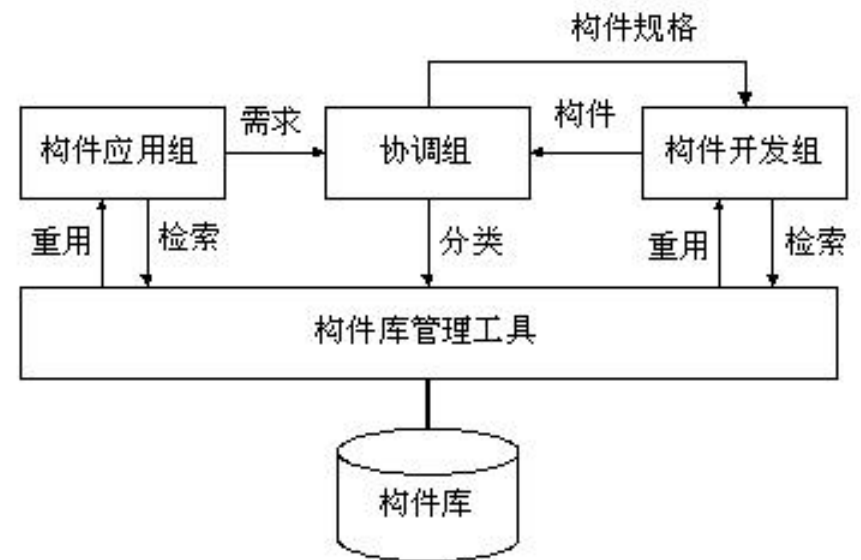 构件规格
构件应用组
需求
协调组
构件
构件开发组
重用
检索
分类
重用
检索
构件库管理工具
构件库